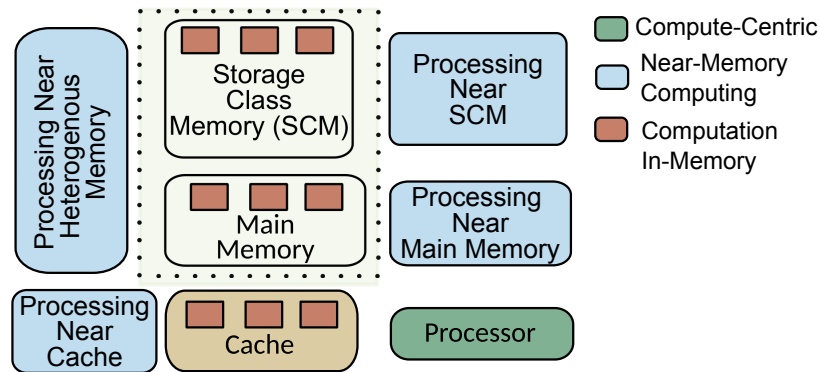 Processing Near
Heterogenous
Memory
Storage
Class
Memory (SCM)
Processing
Near
SCM
Main
Memory
Processing
Near
Main Memory
Processing
Near
Cache
Cache
Processor
Compute-Centric
Near-Memory
Computing
Computation
In-Memory